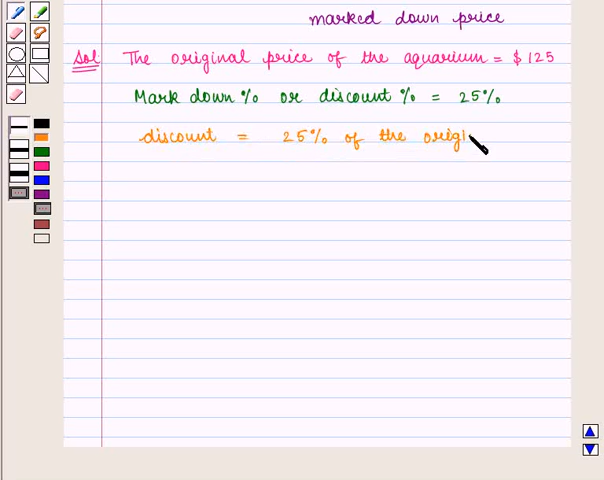 marked down price
Sol The original price of the aquarium = $ 125
Mark down % or discount % = 25%
discount = 25% of the origi